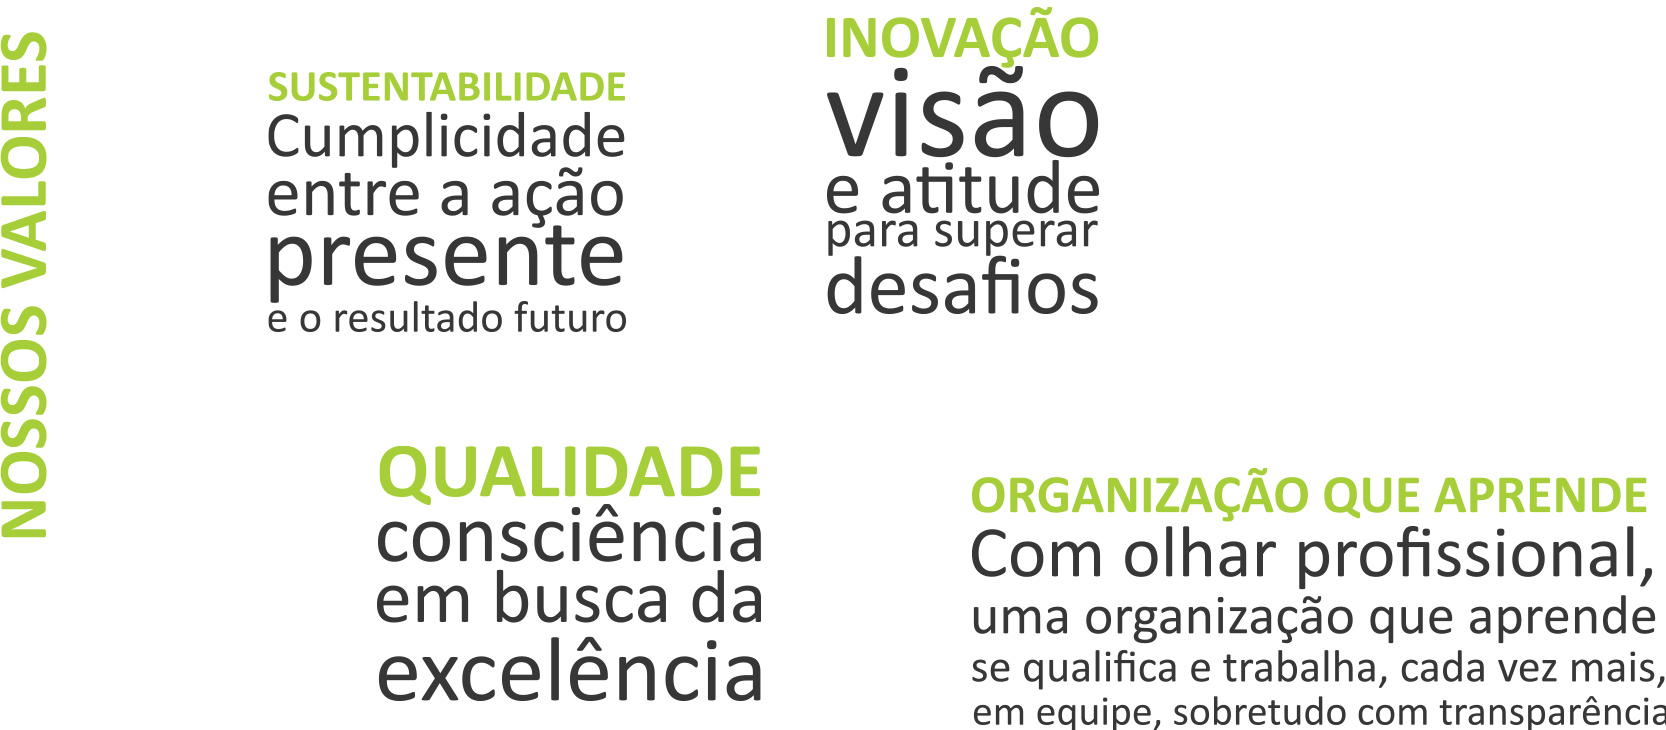 NOSSOS VALORES
SUSTENTABILIDADE
Cumplicidade
entre a ação
presente
e o resultado futuro
INOVAÇÃO
visão
e atitude
para superar
desafios
QUALIDADE
consciência
em busca da
excelência
ORGANIZAÇÃO QUE APRENDE
Com olhar profissional,
uma organização que aprende
se qualifica e trabalha, cada vez mais,
em equipe, sobretudo com transparência